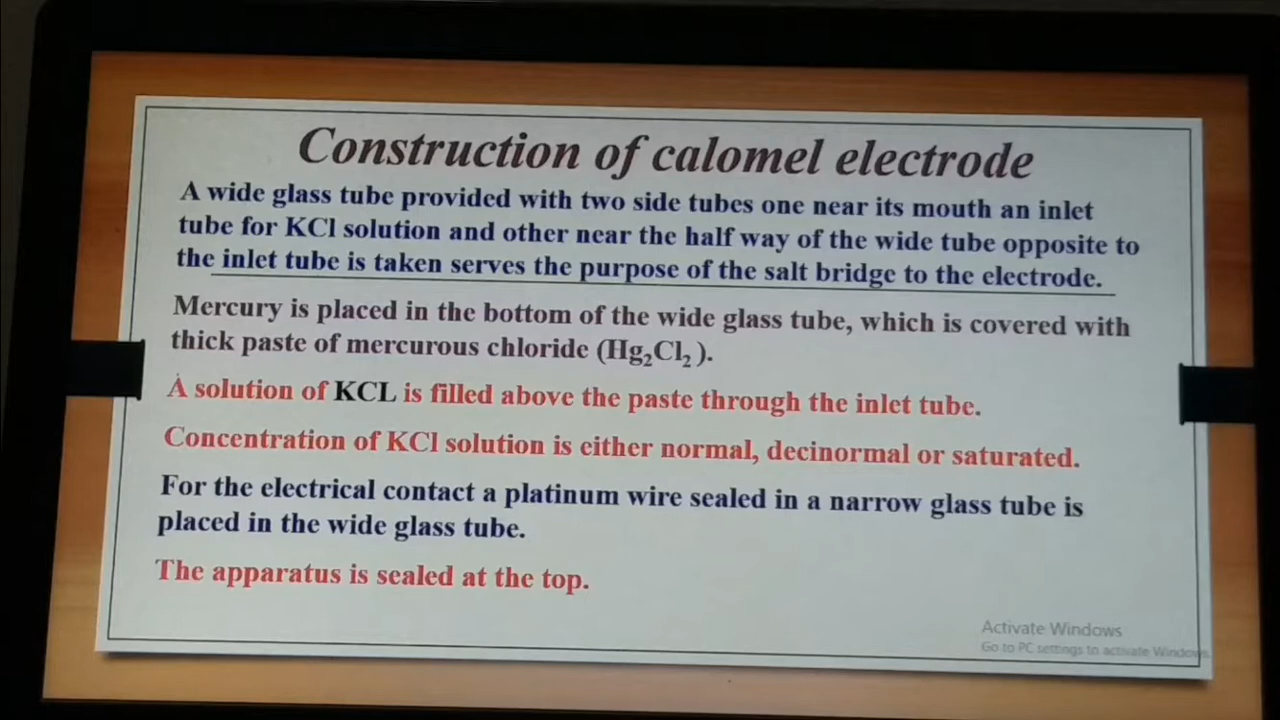 Construction of calomel electrode
A wide glass tube provided with two side tubes one near its mouth an inlet
tube for KCl solution and other near the half way of the wide tube opposite to
the inlet tube is taken serves the purpose of the salt bridge to the electrode.
Mercury is placed in the bottom of the wide glass tube, which is covered with
thick paste of mercurous chloride (Hg₂Cl₂ ).
A solution of KCL is filled above the paste through the inlet tube.
Concentration of KCl solution is either normal, decinormal or saturated.
For the electrical contact a platinum wire sealed in a narrow glass tube is
placed in the wide glass tube.
The apparatus is sealed at the top.
Activate Windows
Go to PC settings to activate Windows.